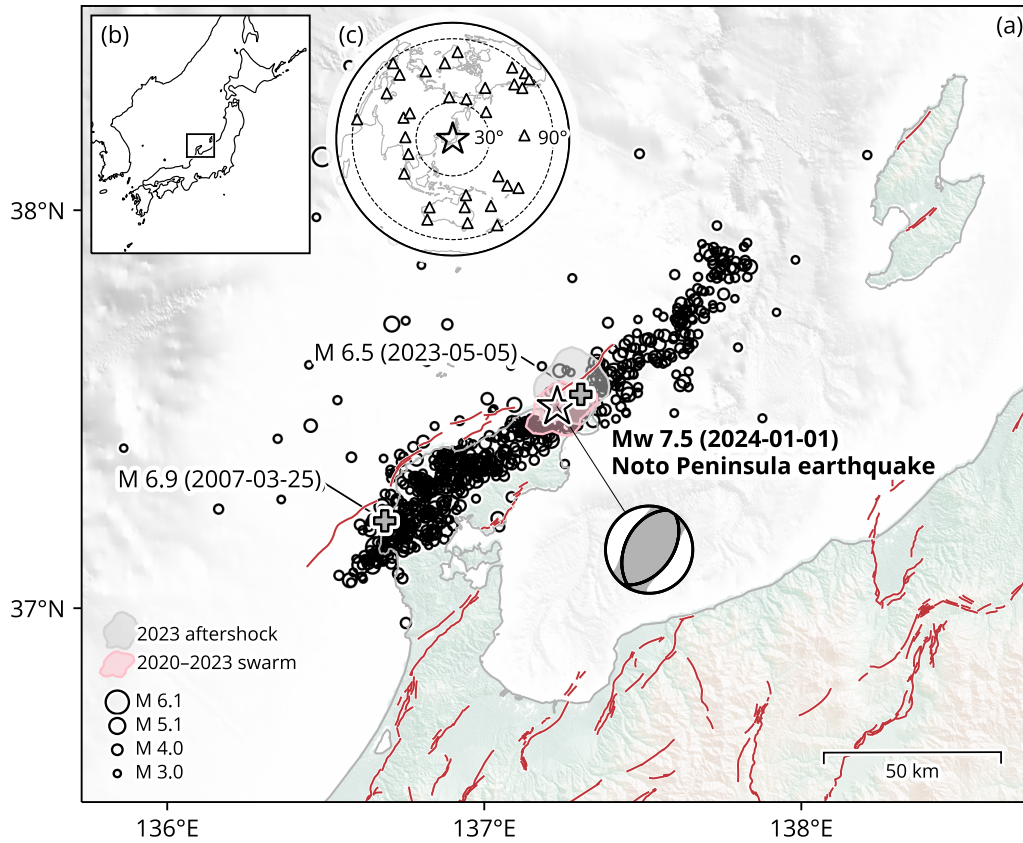 (b)
(c)
(a)
30°
90°
38°N
M 6.5 (2023-05-05)
Mw 7.5 (2024-01-01)
Noto Peninsula earthquake
M 6.9 (2007-03-25)
37°N
2023 aftershock
2020–2023 swarm
M 6.1
M 5.1
M 4.0
M 3.0
50 km
136°E
137°E
138°E